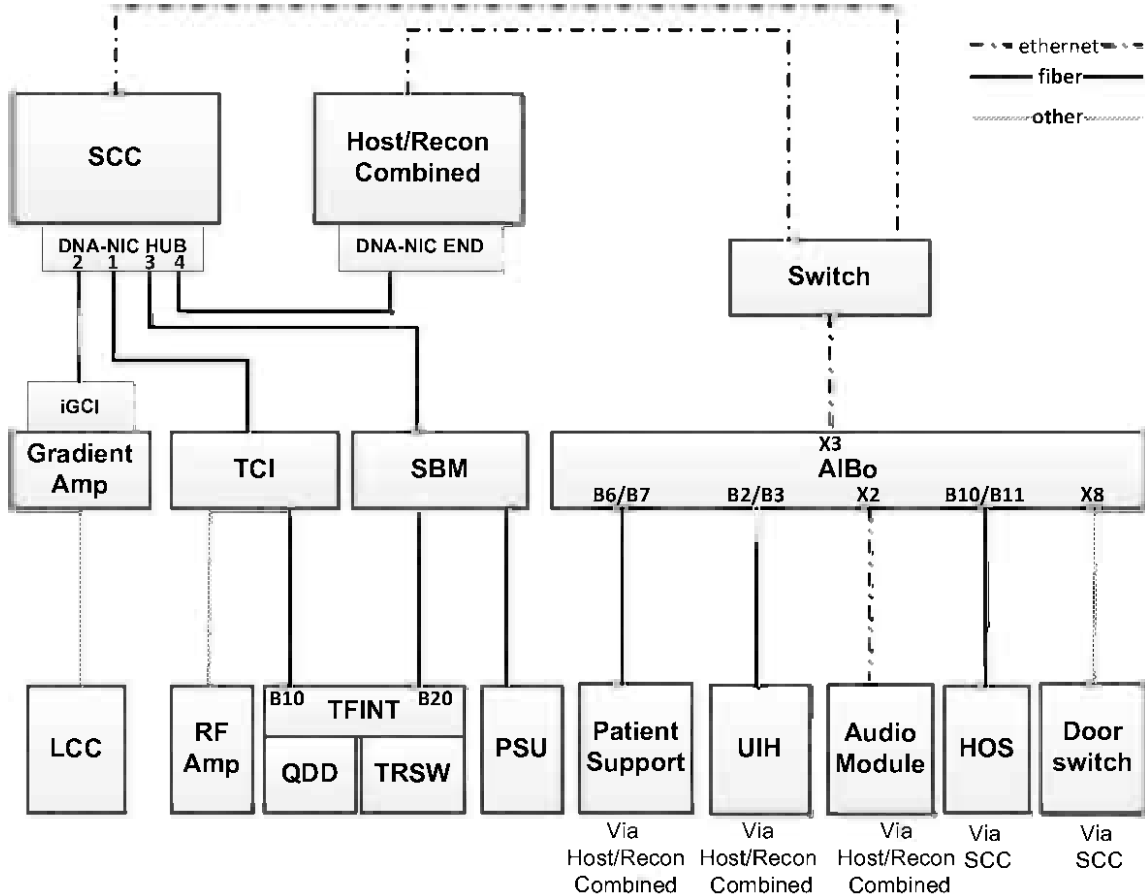 ethernet
fiber
other
SCC
Host/Recon
Combined
DNA-NIC HUB
2 1 3 4
DNA-NIC END
Switch
iGCI
Gradient
Amp
TCI
SBM
X3
AIBo
B6/B7 B2/B3 X2 B10/B11 X8
LCC
RF
Amp
B10 TFINT B20
QDD TRSW
PSU
Patient
Support
UIH
Audio
Module
HOS
Door
switch
Via
Host/Recon
Combined
Via
Host/Recon
Combined
Via
Host/Recon
Combined
Via
SCC
Via
SCC